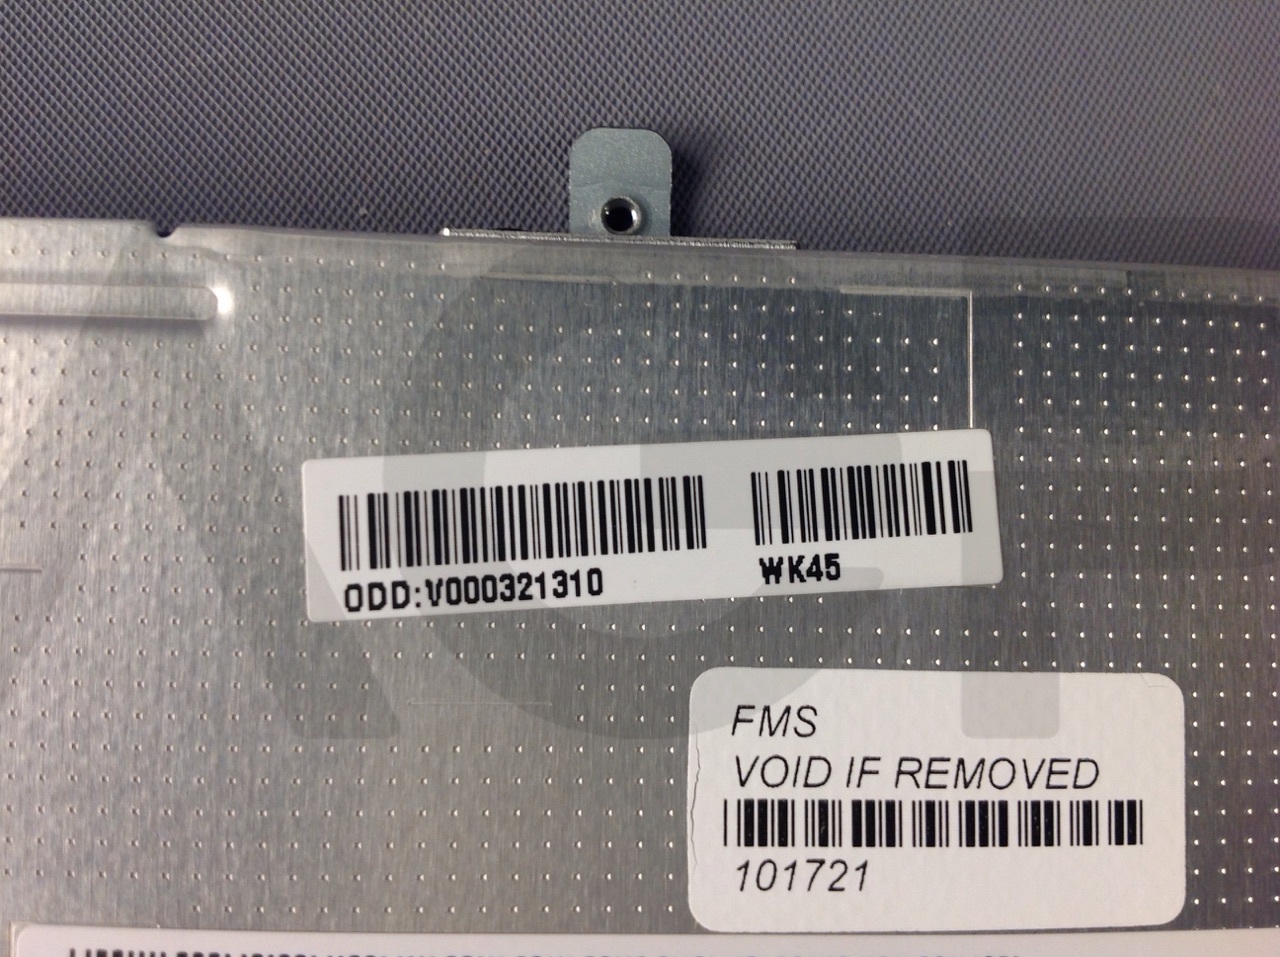 ODD:V000321310
WK45
FMS
VOID IF REMOVED
101721